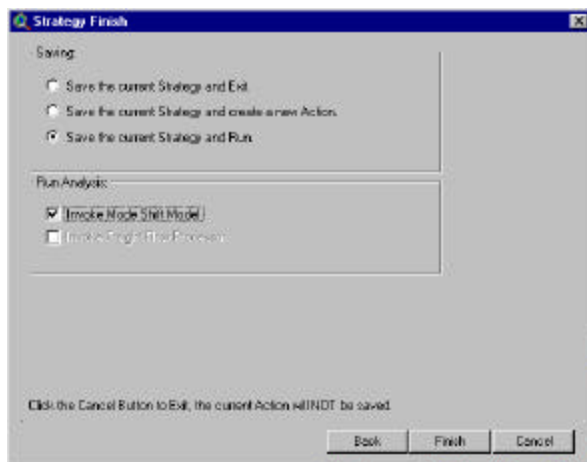 Strategy Finish
Saving:
Save the current Strategy and Exit.
Save the current Strategy and create a new Action.
Save the current Strategy and Run.
Run Analysis:
Invoke Mode Shift Model
Invoke Freight
Click the Cancel Button to Exit, the current Action will NOT be saved
Back
Finish
Cancel